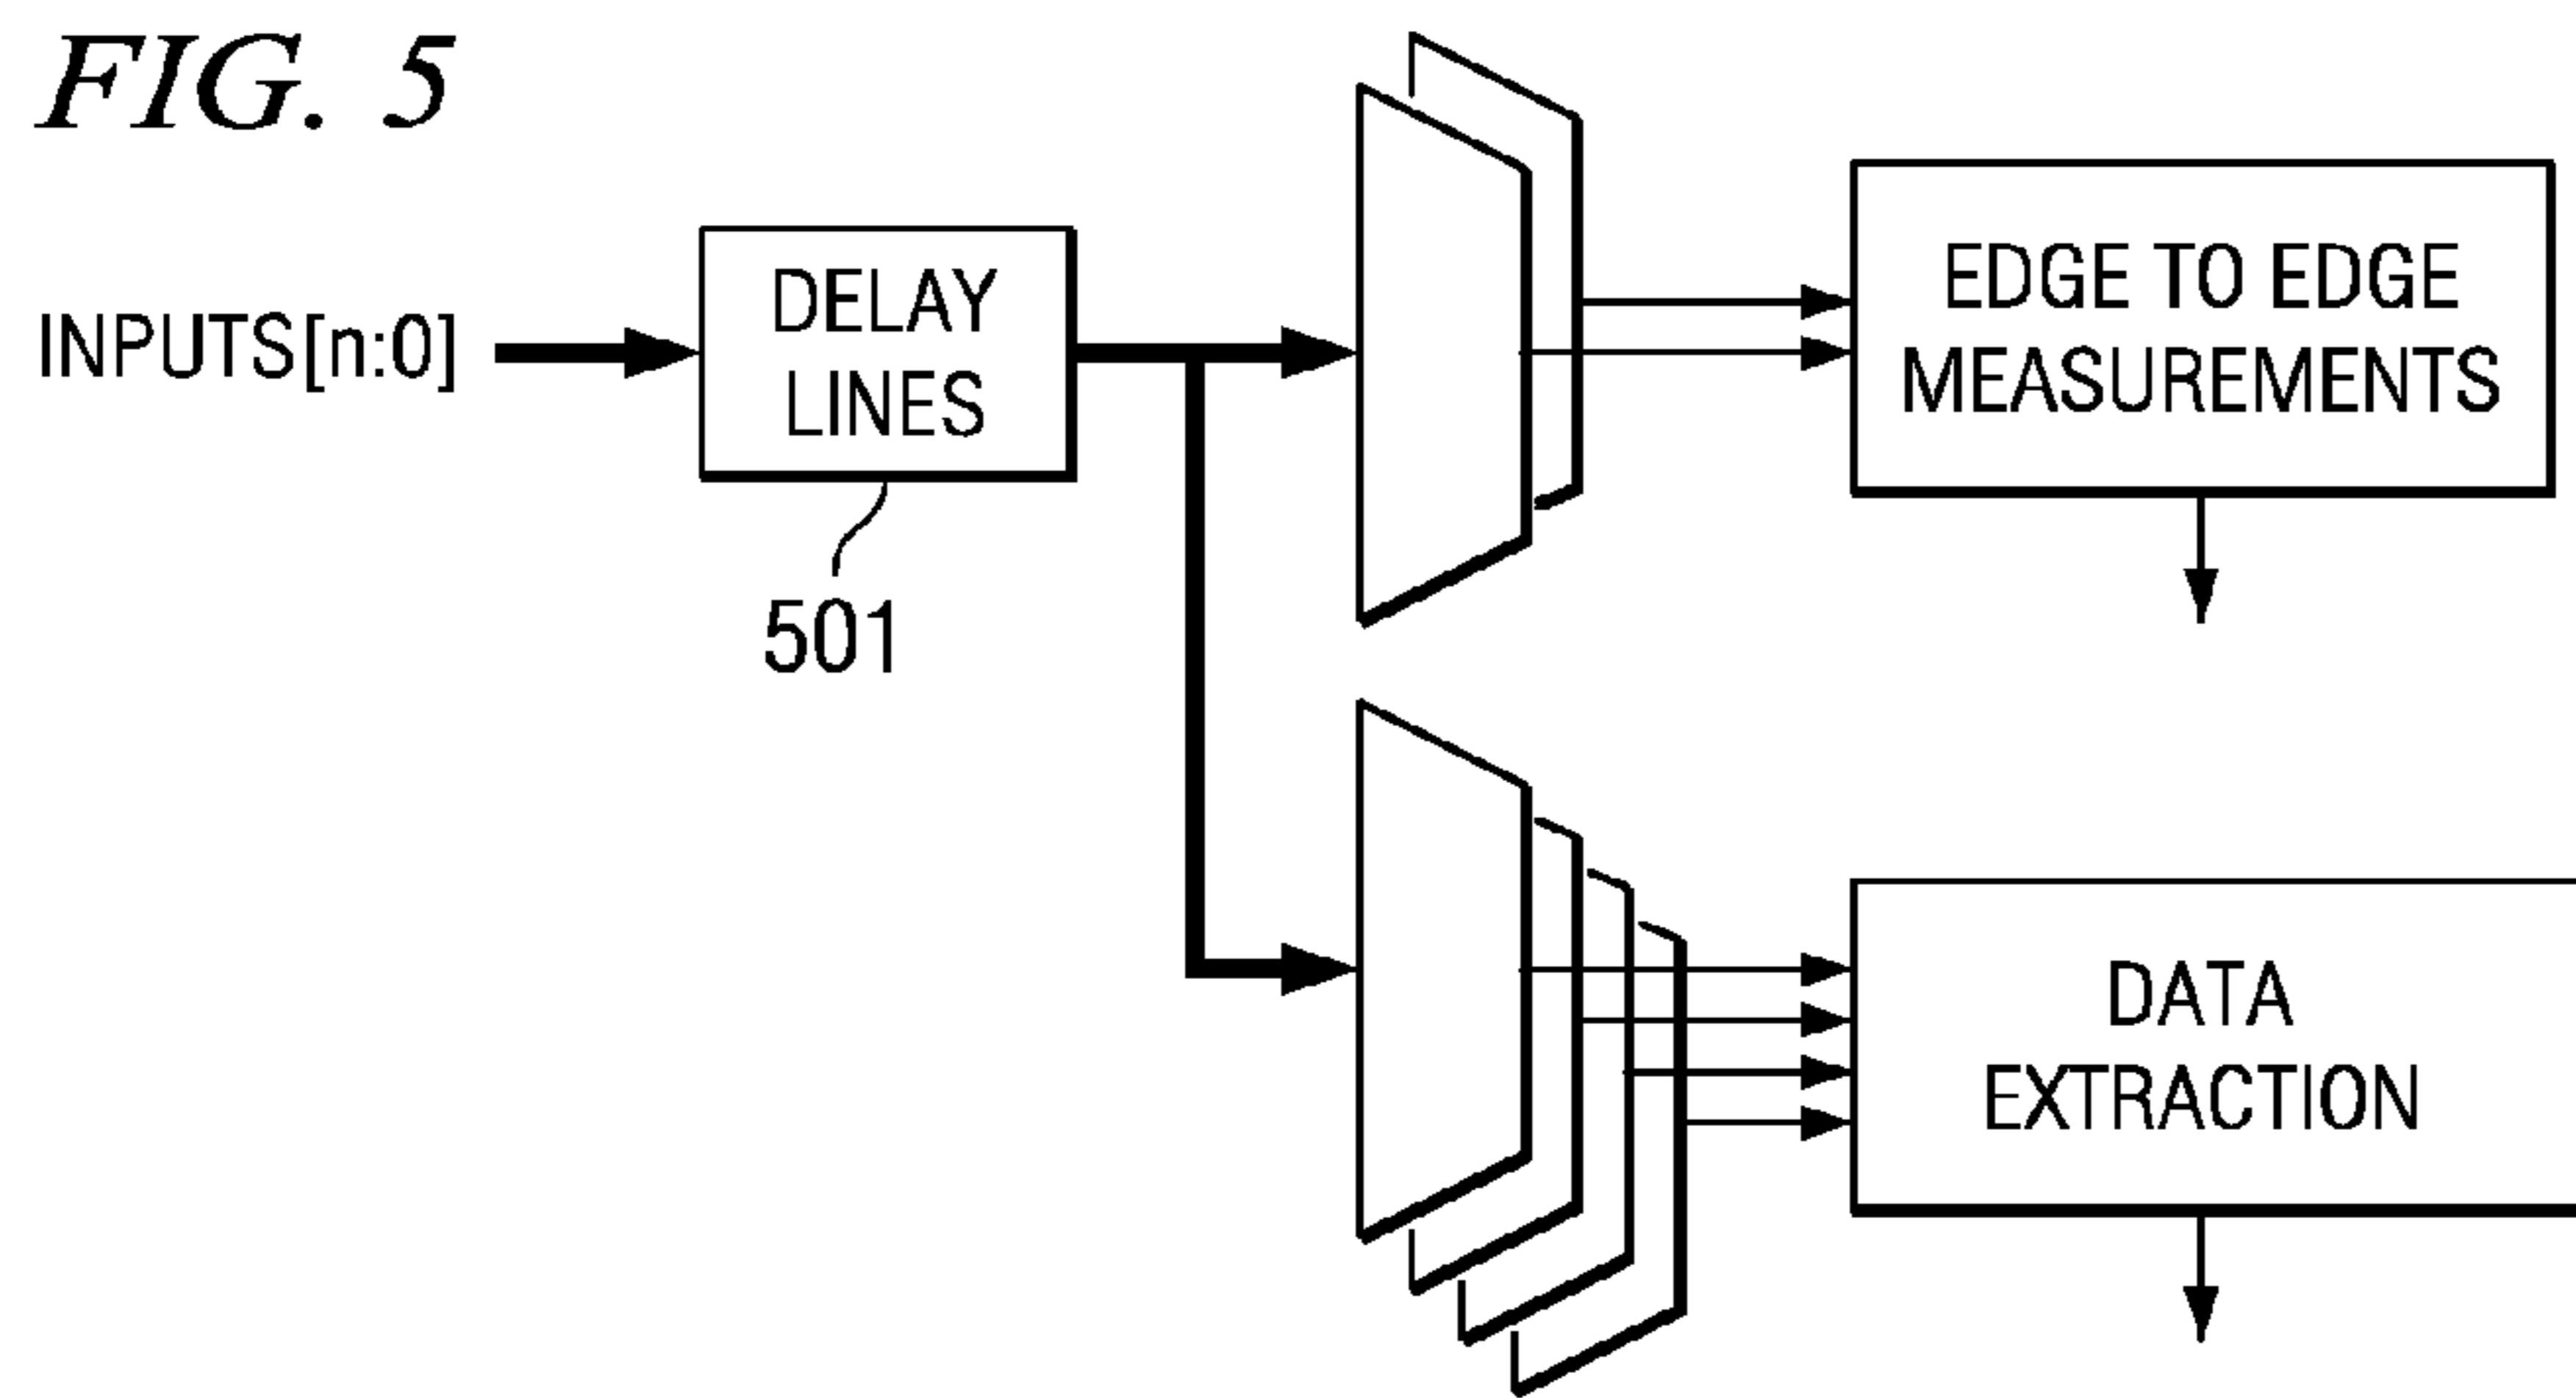 FIG. 5
INPUTS[n:0]
DELAY
LINES
501
EDGE TO EDGE
MEASUREMENTS
DATA
EXTRACTION